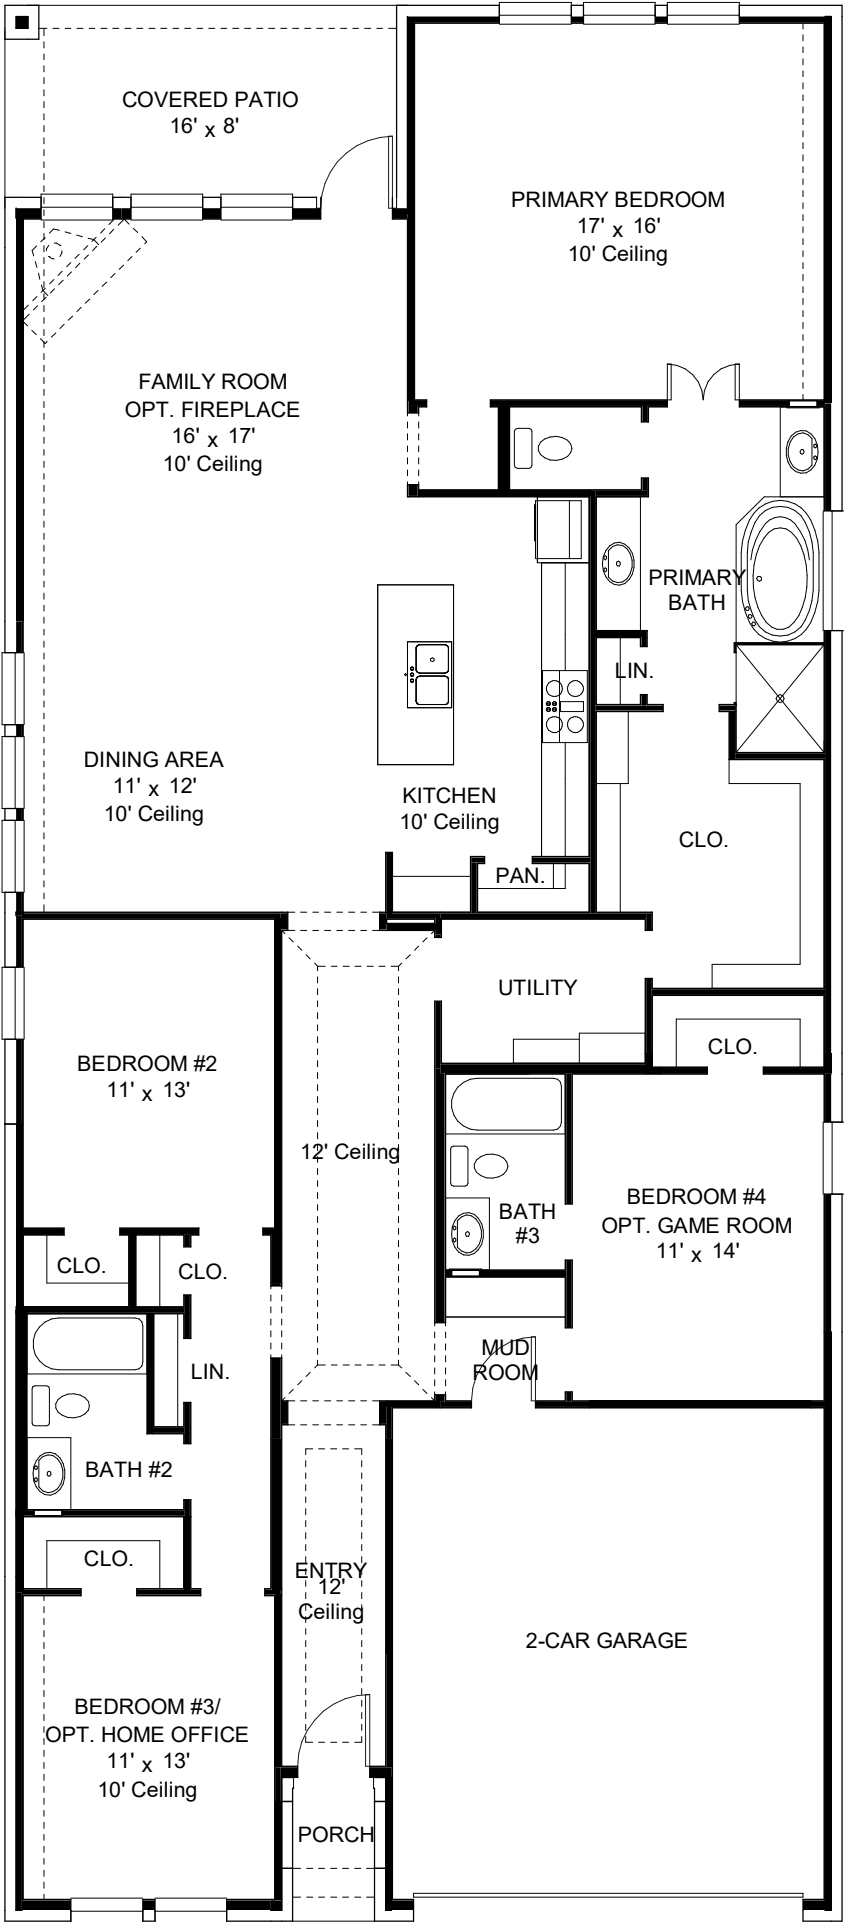 COVERED PATIO
16' x 8'
PRIMARY BEDROOM
17' x 16'
10' Ceiling
FAMILY ROOM
OPT. FIREPLACE
16' x 17'
10' Ceiling
PRIMARY
BATH
LIN.
DINING AREA
11' x 12'
10' Ceiling
KITCHEN
10' Ceiling
CLO.
PAN.
UTILITY
CLO.
BEDROOM #2
11' x 13'
12' Ceiling
BATH
#3
BEDROOM #4
OPT. GAME ROOM
11' x 14'
CLO.
CLO.
MUD
ROOM
LIN.
BATH #2
CLO.
ENTRY
12'
Ceiling
2-CAR GARAGE
BEDROOM #3/
OPT. HOME OFFICE
11' x 13'
10' Ceiling
PORCH